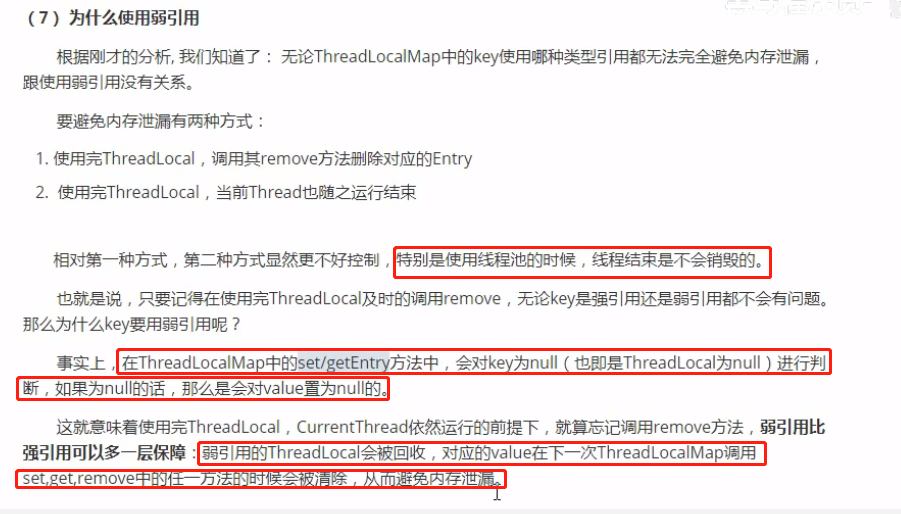 （7）为什么使用弱引用
根据刚才的分析, 我们知道了： 无论ThreadLocalMap中的key使用哪种类型引用都无法完全避免内存泄漏，
跟使用弱引用没有关系。
要避免内存泄漏有两种方式：
1. 使用完ThreadLocal，调用其remove方法删除对应的Entry
2. 使用完ThreadLocal，当前Thread也随之运行结束
相对第一种方式，第二种方式显然更不好控制，特别是使用线程池的时候，线程结束是不会销毁的。
也就是说，只要记得在使用完ThreadLocal及时的调用remove，无论key是强引用还是弱引用都不会有问题。
那么为什么key要用弱引用呢？
事实上，在ThreadLocalMap中的set/getEntry方法中，会对key为null（也即是ThreadLocal为null）进行判
断，如果为null的话，那么是会对value置为null的。
这就意味着使用完ThreadLocal，CurrentThread依然运行的前提下，就算忘记调用remove方法，弱引用比
强引用可以多一层保障：弱引用的ThreadLocal会被回收，对应的value在下一次ThreadLocalMap调用
set,get,remove中的任一方法的时候会被清除，从而避免内存泄漏。